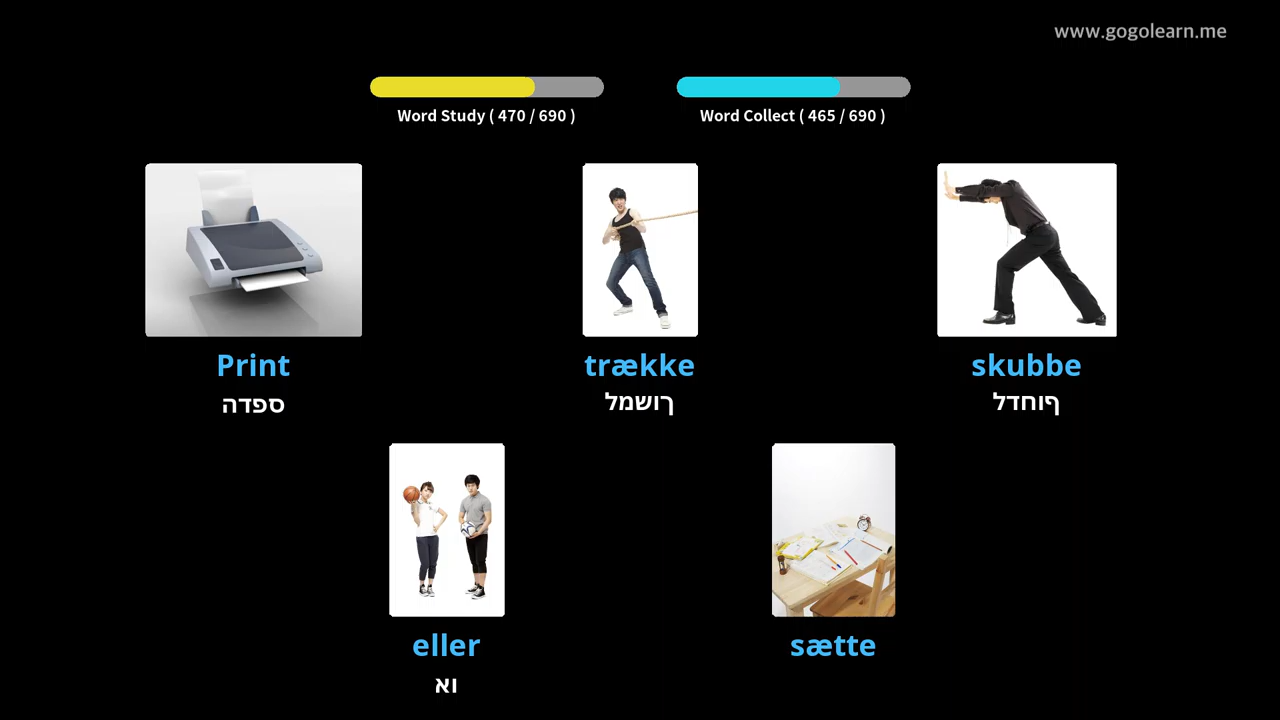 www.gogolearn.me
Word Study ( 470 / 690 )
Word Collect ( 465 / 690 )
Print
ספדה
trække
ךושמל
skubbe
ףוחדל
eller
וא
sætte